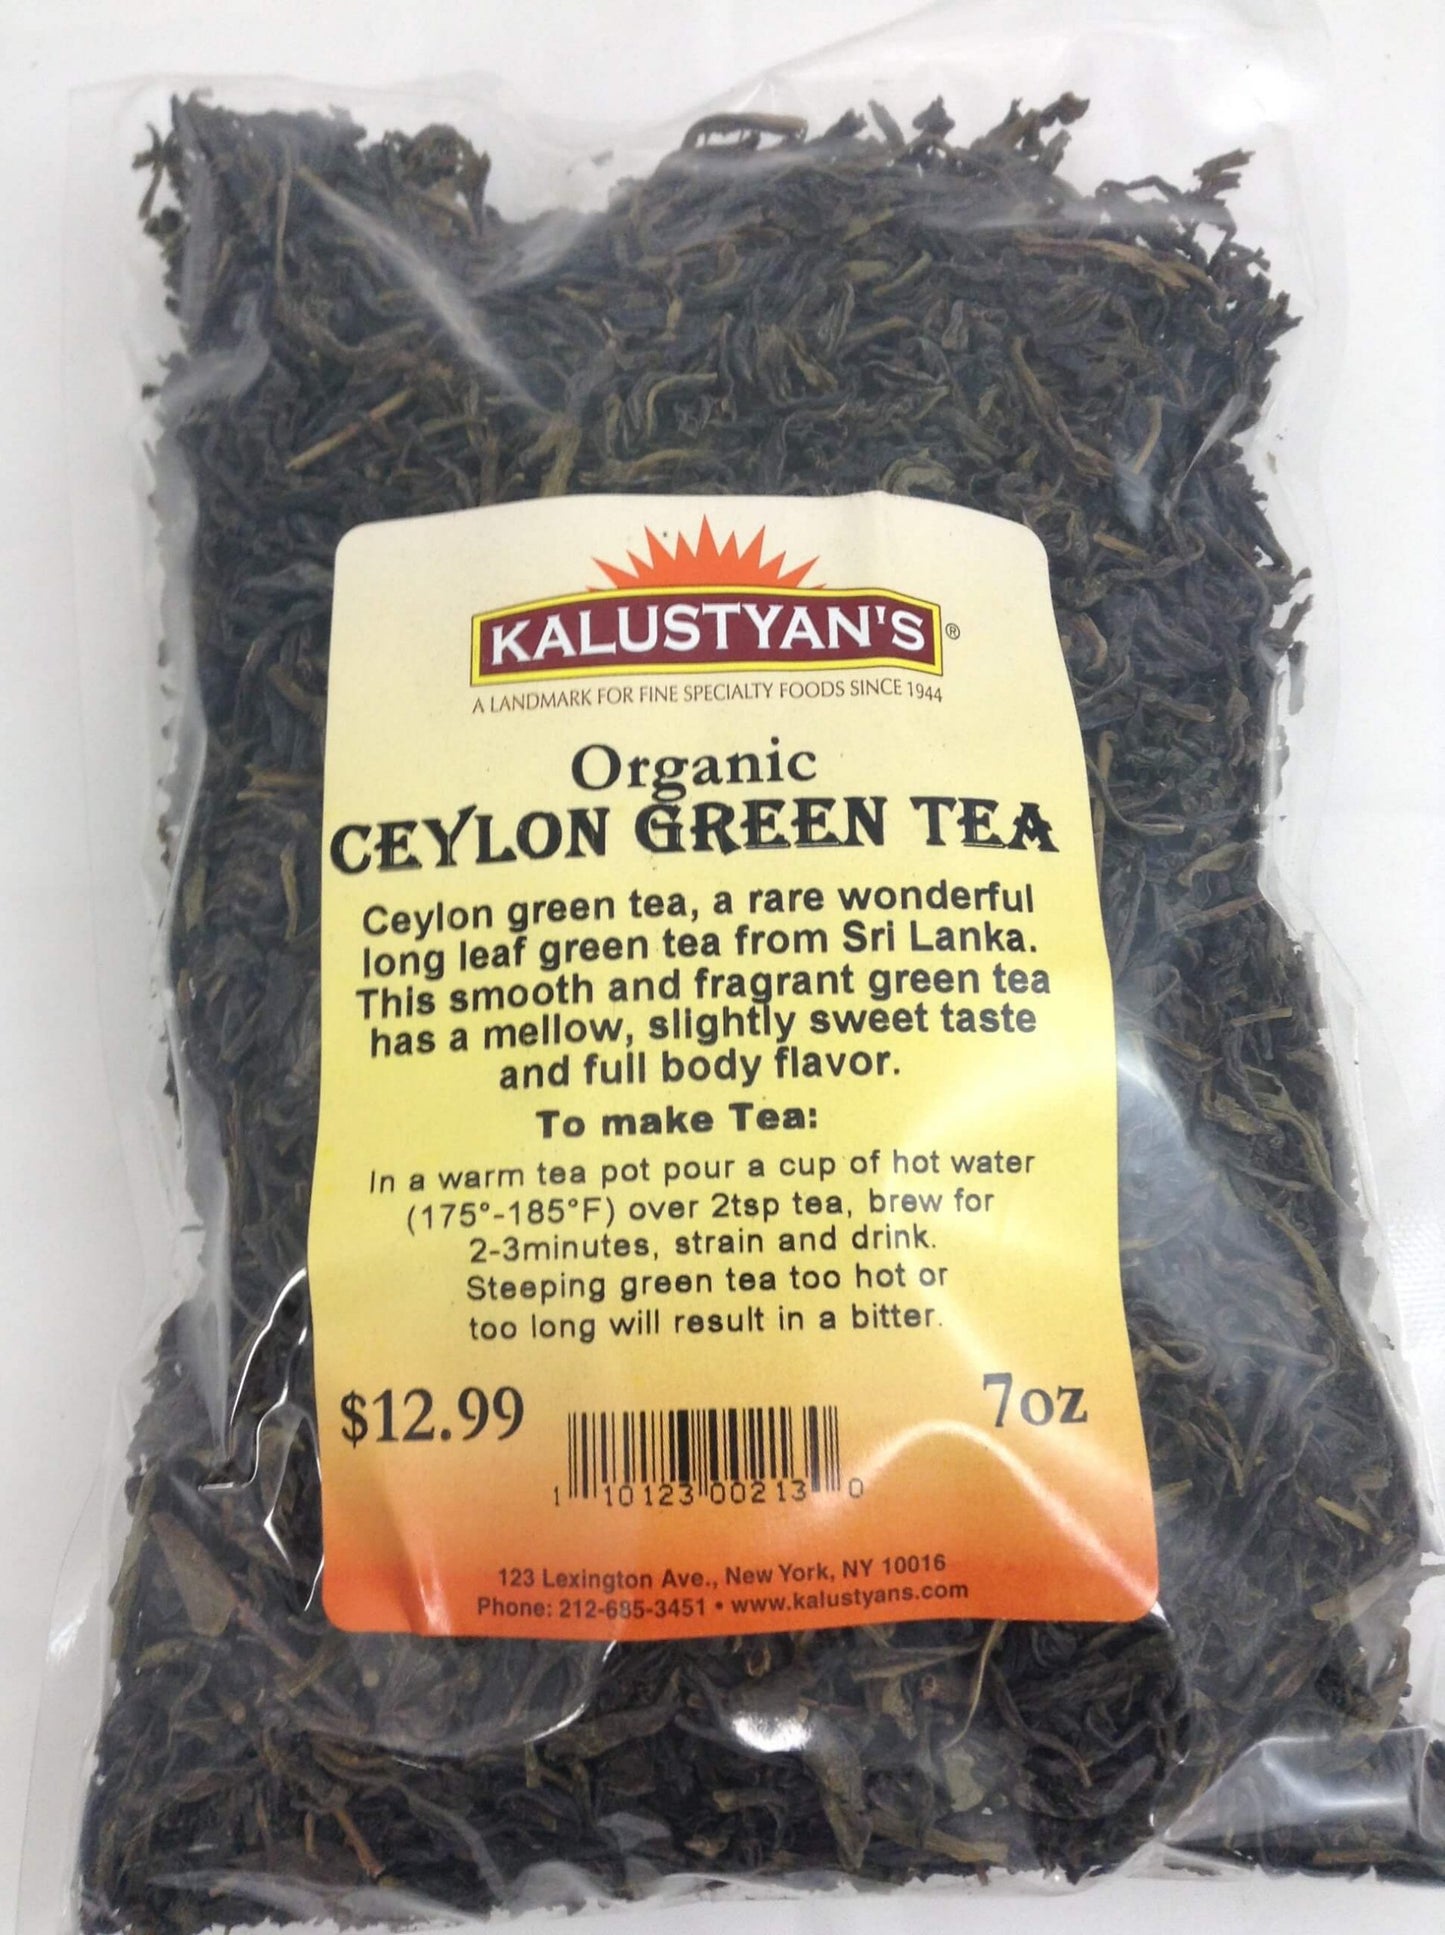 KALUSTYAN'S®
A LANDMARK FOR FINE SPECIALTY FOODS SINCE 1944
Organic
CEYLON GREEN TEA
Ceylon green tea, a rare wonderful
long leaf green tea from Sri Lanka.
This smooth and fragrant green tea
has a mellow, slightly sweet taste
and full body flavor.
To make Tea:
In a warm tea pot pour a cup of hot water
(175°-185°F) over 2tsp tea, brew for
2-3minutes, strain and drink.
Steeping green tea too hot or
too long will result in a bitter.
$12.99 7oz
1 10123 00213 0
123 Lexington Ave., New York, NY 10016
Phone: 212-685-3451 • www.kalustyans.com